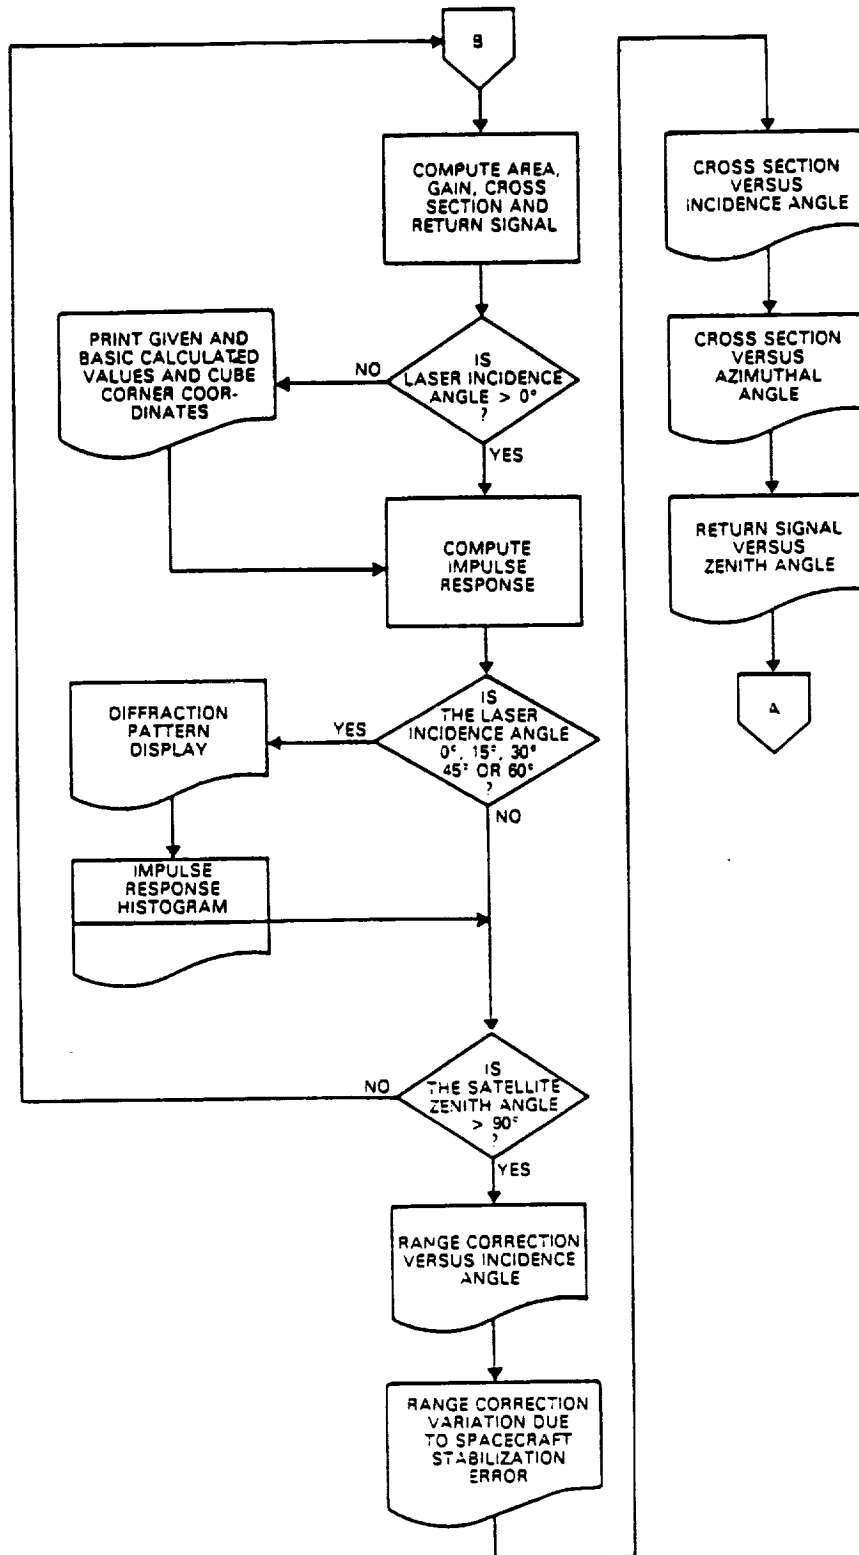 B
COMPUTE AREA,
GAIN, CROSS
SECTION AND
RETURN SIGNAL
IS
LASER INCIDENCE
ANGLE > 0°
?
NO
YES
PRINT GIVEN AND
BASIC CALCULATED
VALUES AND CUBE
CORNER COOR-
DINATES
COMPUTE
IMPULSE
RESPONSE
IS
THE LASER
INCIDENCE ANGLE
0°, 15°, 30°
45° OR 60°
?
YES
NO
DIFFRACTION
PATTERN
DISPLAY
IMPULSE
RESPONSE
HISTOGRAM
IS
THE SATELLITE
ZENITH ANGLE
> 90°
?
NO
YES
RANGE CORRECTION
VERSUS INCIDENCE
ANGLE
RANGE CORRECTION
VARIATION DUE
TO SPACECRAFT
STABILIZATION
ERROR
CROSS SECTION
VERSUS
INCIDENCE ANGLE
CROSS SECTION
VERSUS
AZIMUTHAL
ANGLE
RETURN SIGNAL
VERSUS
ZENITH ANGLE
A